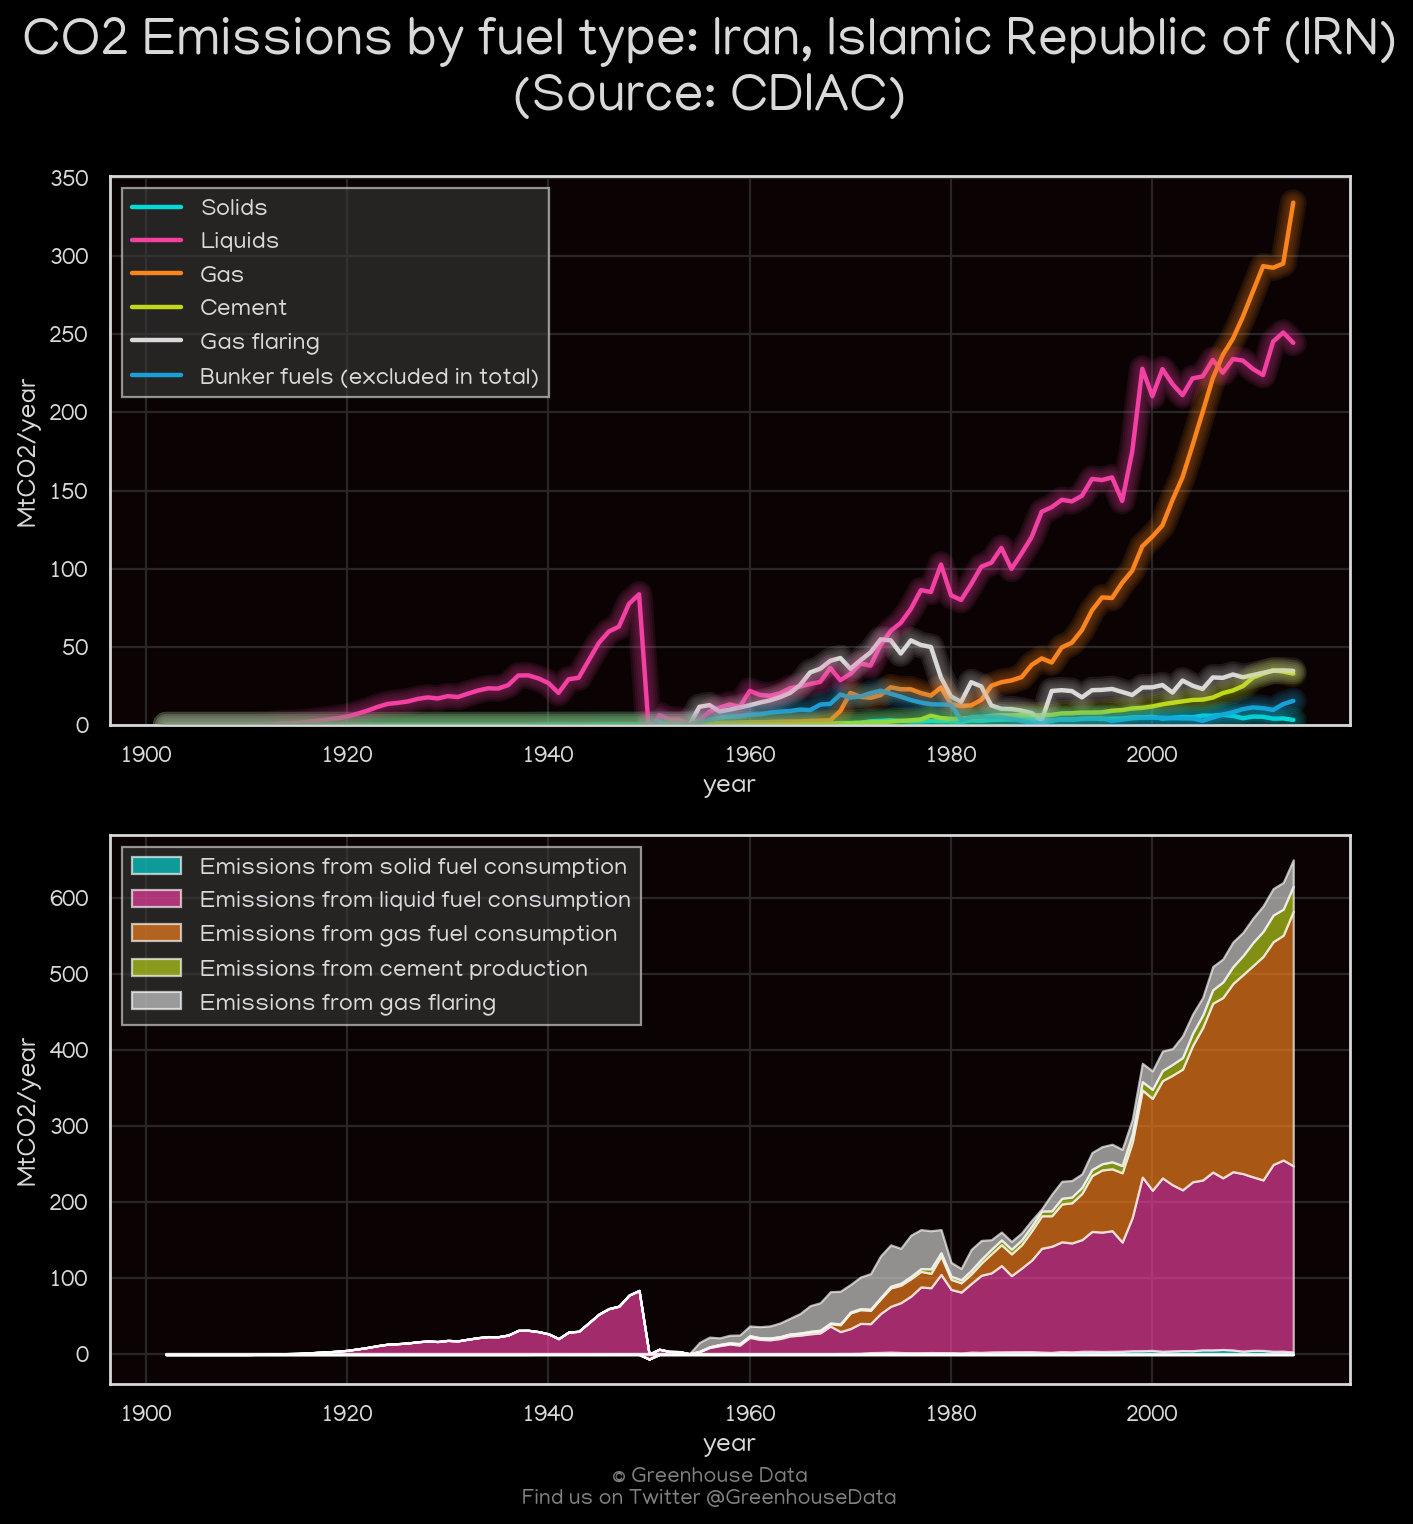 CO2 Emissions by fuel type: Iran, Islamic Republic of (IRN)
(Source: CDIAC)
350
300
250
200
150
100
50
0
MtCO2/year
Solids
Liquids
Gas
Cement
Gas flaring
Bunker fuels (excluded in total)
1900 1920 1940 1960 1980 2000
year
600
500
400
300
200
100
0
MtCO2/year
Emissions from solid fuel consumption
Emissions from liquid fuel consumption
Emissions from gas fuel consumption
Emissions from cement production
Emissions from gas flaring
1900 1920 1940 1960 1980 2000
year
© Greenhouse Data
Find us on Twitter @GreenhouseData